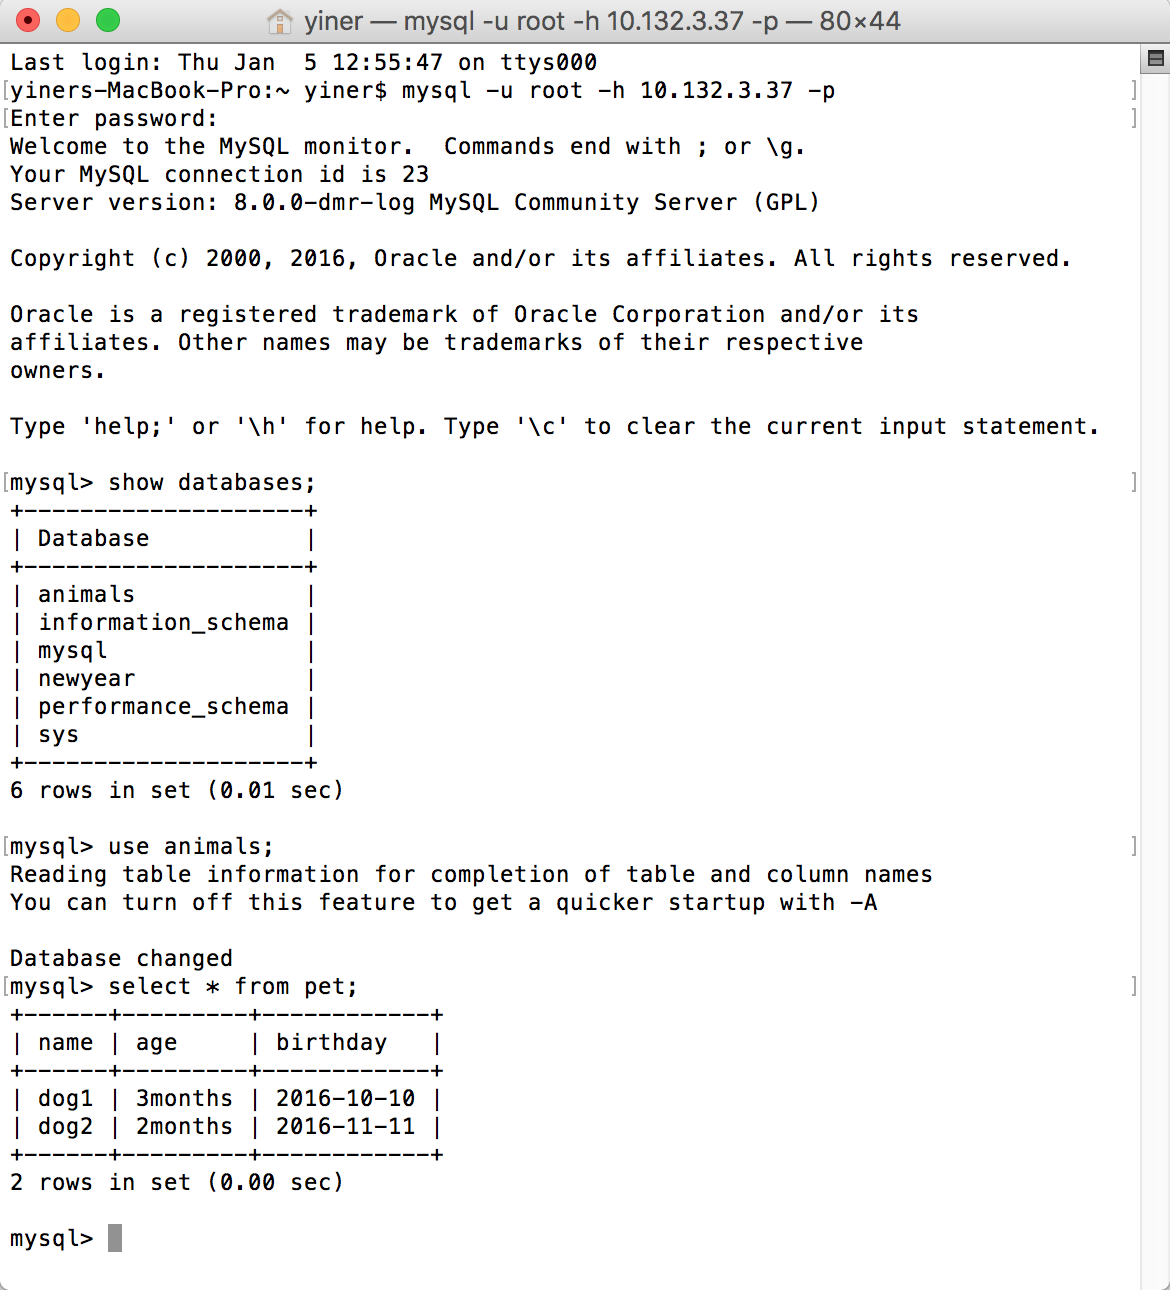 yiner — mysql -u root -h 10.132.3.37 -p — 80×44
Last login: Thu Jan  5 12:55:47 on ttys000
[yiners-MacBook-Pro:~ yiner$ mysql -u root -h 10.132.3.37 -p ]
[Enter password: ]
Welcome to the MySQL monitor.  Commands end with ; or \g.
Your MySQL connection id is 23
Server version: 8.0.0-dmr-log MySQL Community Server (GPL)

Copyright (c) 2000, 2016, Oracle and/or its affiliates. All rights reserved.

Oracle is a registered trademark of Oracle Corporation and/or its
affiliates. Other names may be trademarks of their respective
owners.

Type 'help;' or '\h' for help. Type '\c' to clear the current input statement.

[mysql> show databases; ]
+--------------------+
| Database           |
+--------------------+
| animals            |
| information_schema |
| mysql              |
| newyear            |
| performance_schema |
| sys                |
+--------------------+
6 rows in set (0.01 sec)

[mysql> use animals; ]
Reading table information for completion of table and column names
You can turn off this feature to get a quicker startup with -A

Database changed
[mysql> select * from pet; ]
+------+---------+------------+
| name | age     | birthday   |
+------+---------+------------+
| dog1 | 3months | 2016-10-10 |
| dog2 | 2months | 2016-11-11 |
+------+---------+------------+
2 rows in set (0.00 sec)

mysql>